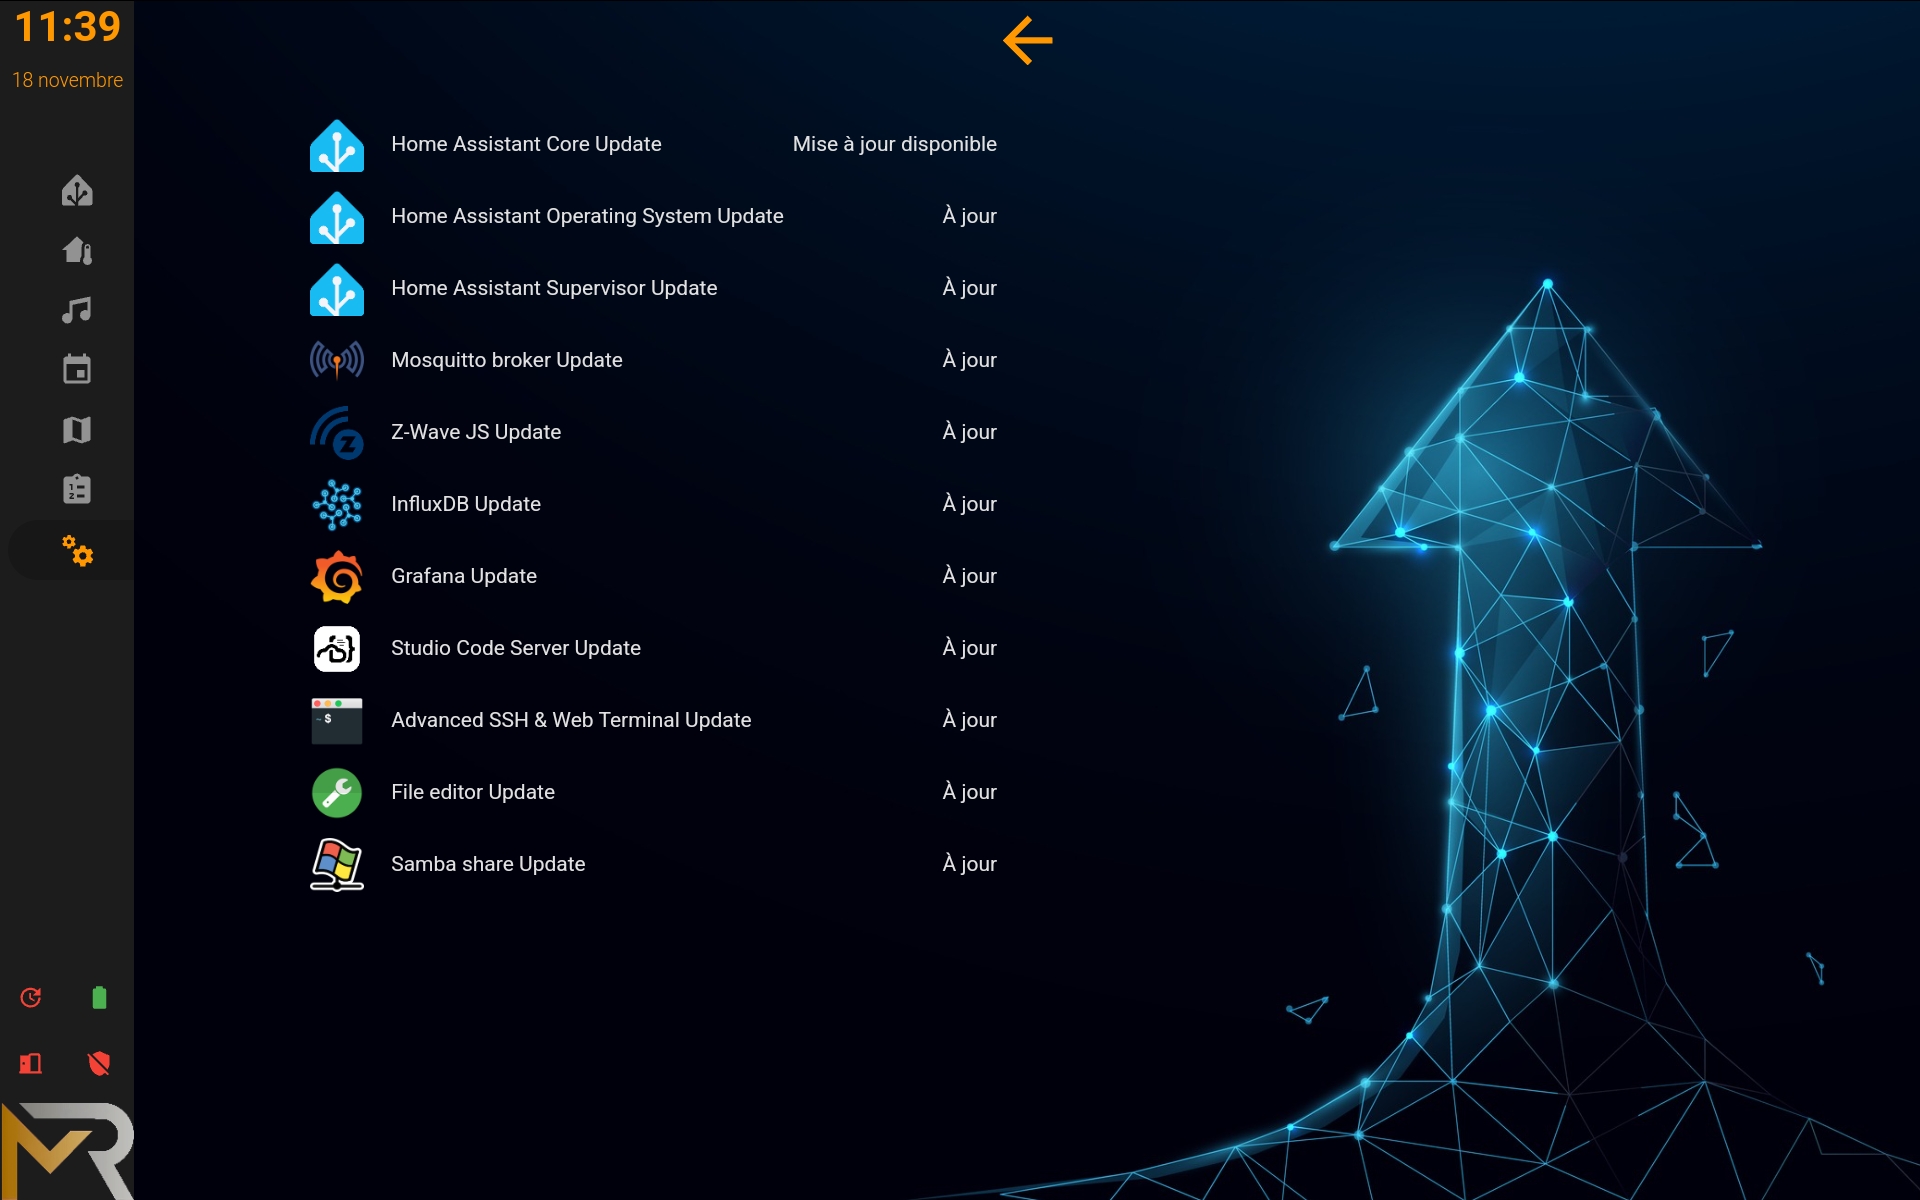 11:39
18 novembre
Home Assistant Core Update Mise à jour disponible
Home Assistant Operating System Update À jour
Home Assistant Supervisor Update À jour
Mosquitto broker Update À jour
Z-Wave JS Update À jour
InfluxDB Update À jour
Grafana Update À jour
Studio Code Server Update À jour
~ $
Advanced SSH & Web Terminal Update À jour
File editor Update À jour
Samba share Update À jour
MR